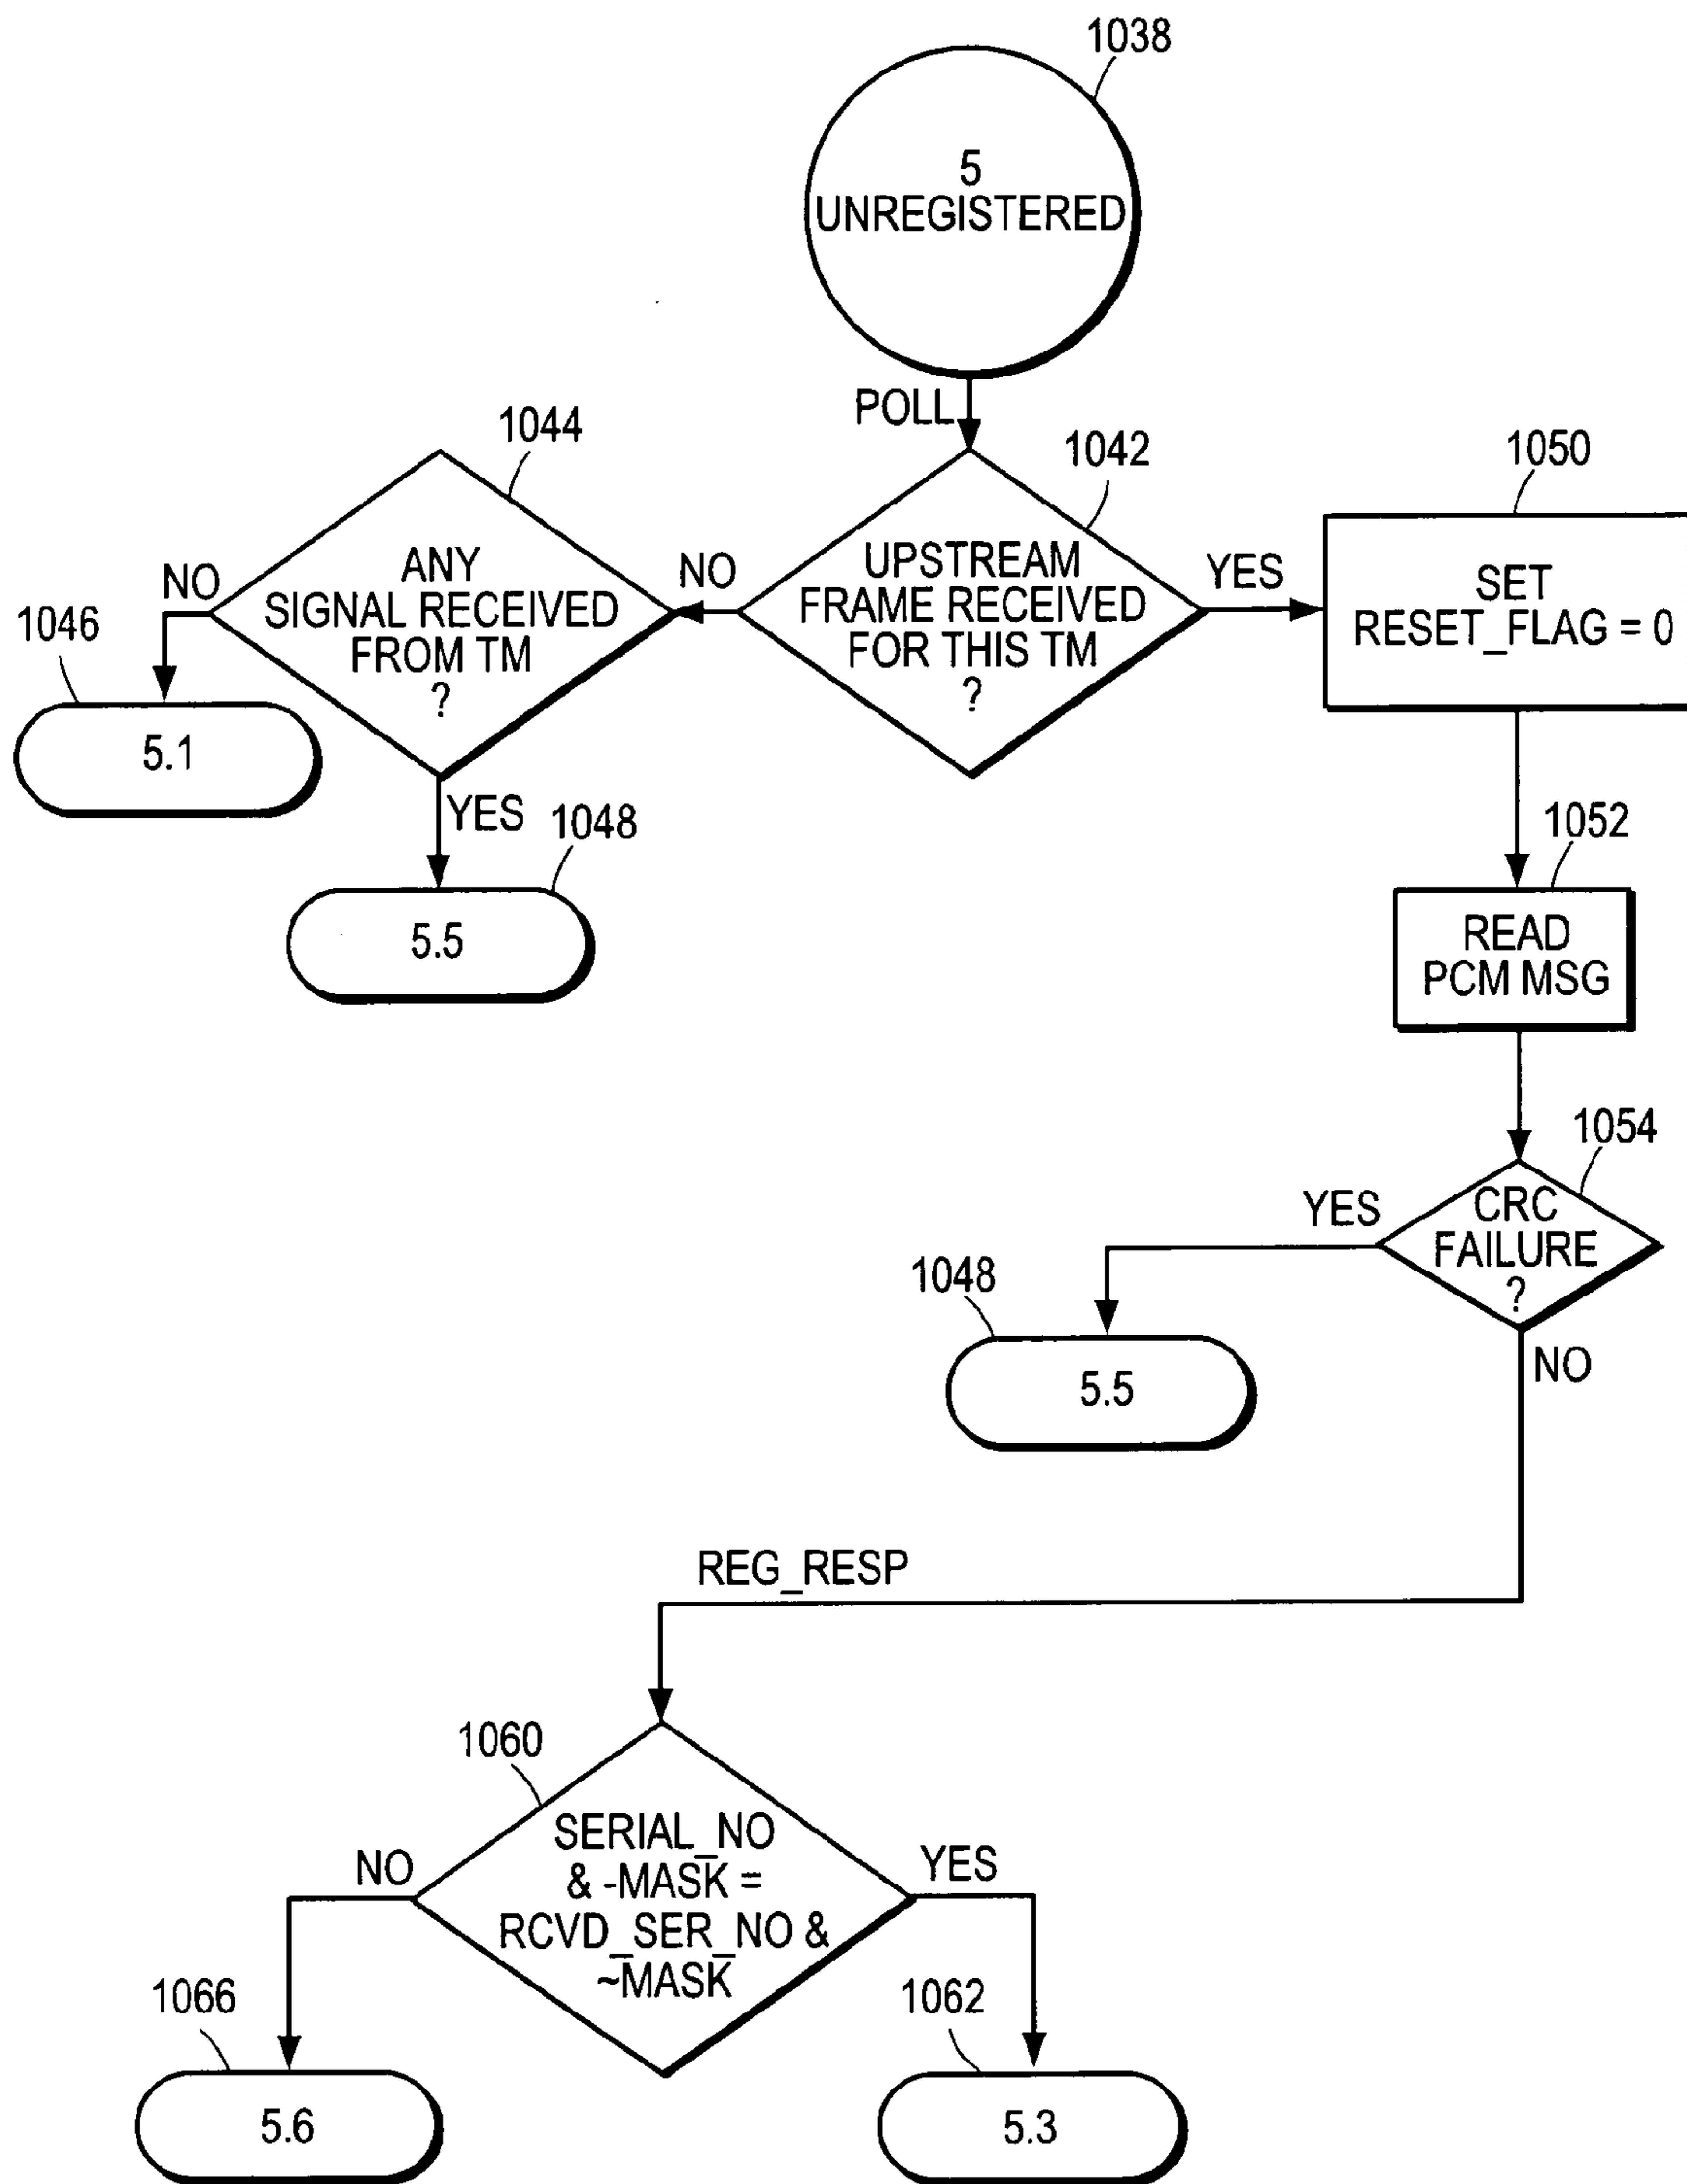 1038
5
UNREGISTERED
POLL
1044
1042
1050
ANY
SIGNAL RECEIVED
FROM TM
?
NO
NO
UPSTREAM
FRAME RECEIVED
FOR THIS TM
?
YES
SET
RESET_FLAG = 0
1046
5.1
YES
1048
5.5
1052
READ
PCM MSG
1054
CRC
FAILURE
?
YES
1048
5.5
NO
REG_RESP
1060
SERIAL_NO
& -MASK =
RCVD_SER_NO &
~MASK
NO
YES
1066
5.6
1062
5.3